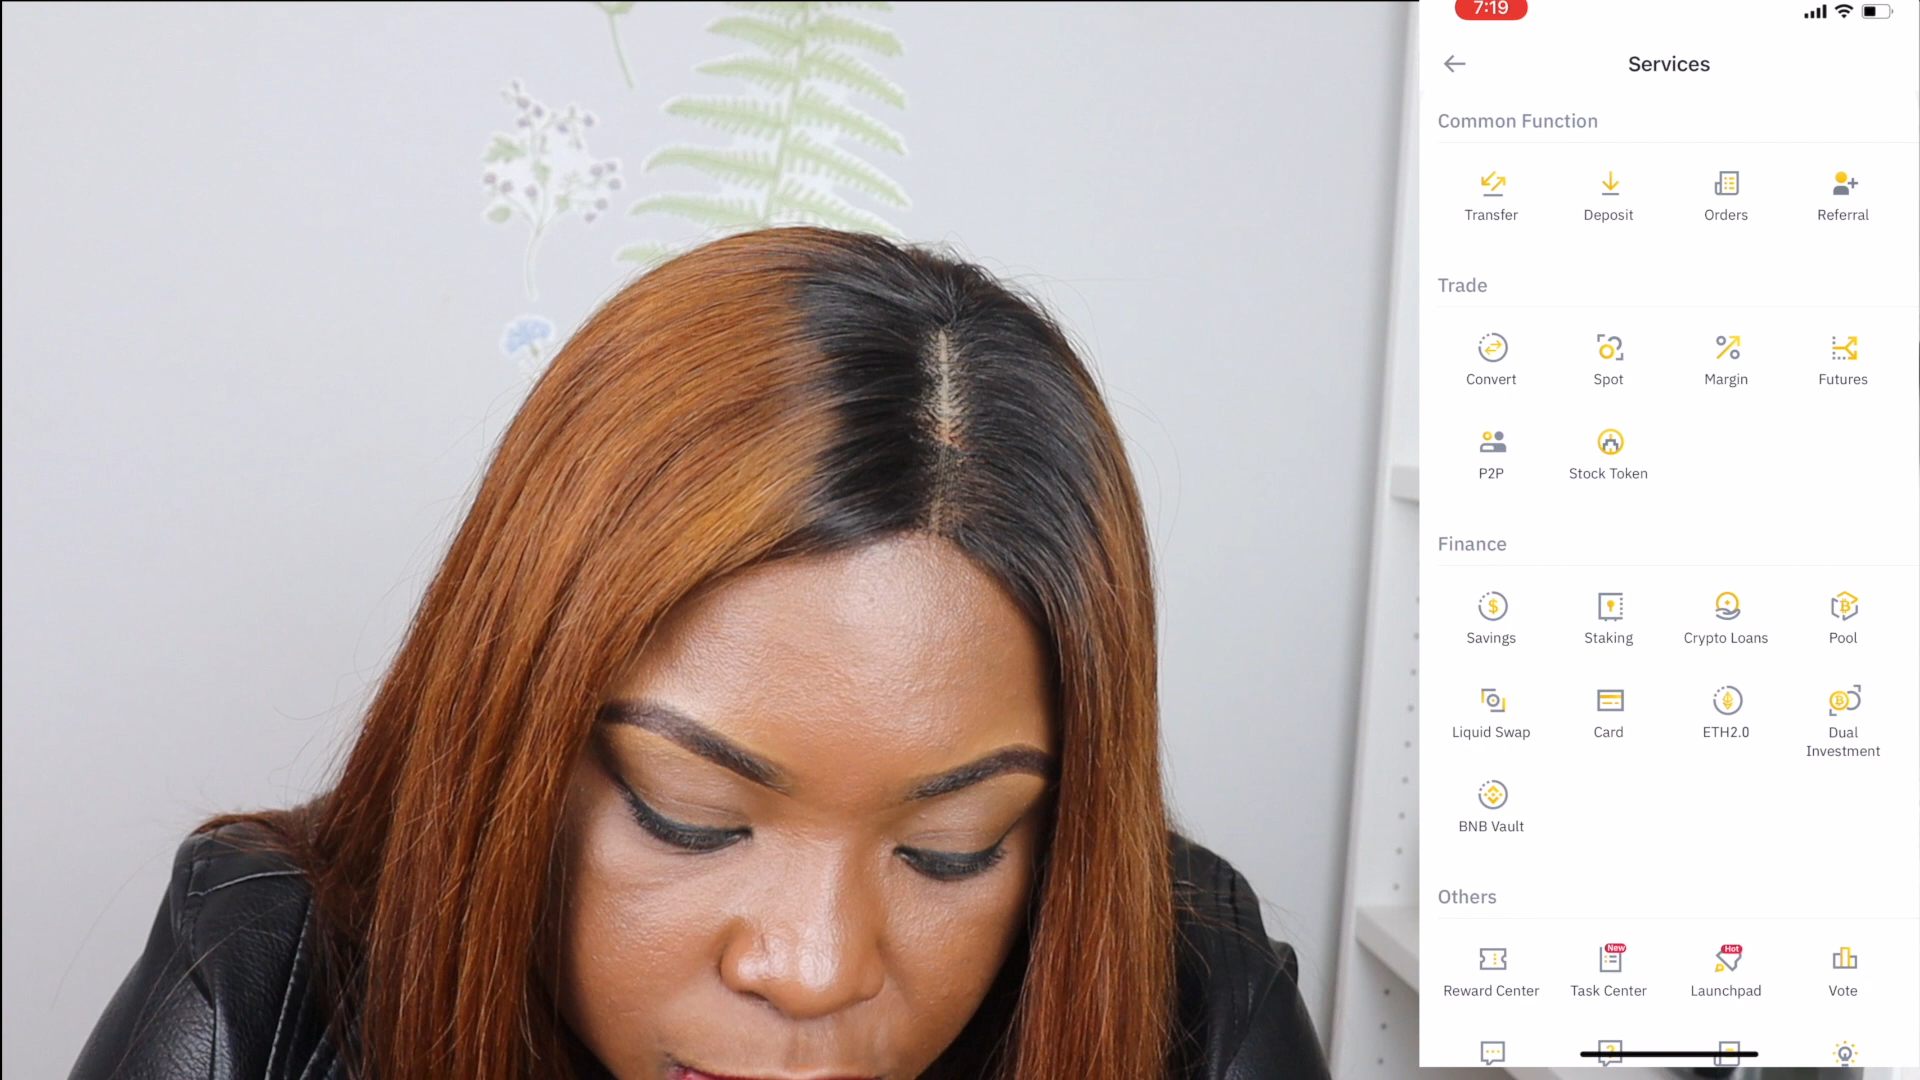 7:19
Services
Common Function
Transfer Deposit Orders Referral
Trade
Convert Spot Margin Futures
P2P Stock Token
Finance
Savings Staking Crypto Loans Pool
Liquid Swap Card ETH2.0 Dual Investment
BNB Vault
Others
New Hot
Reward Center Task Center Launchpad Vote